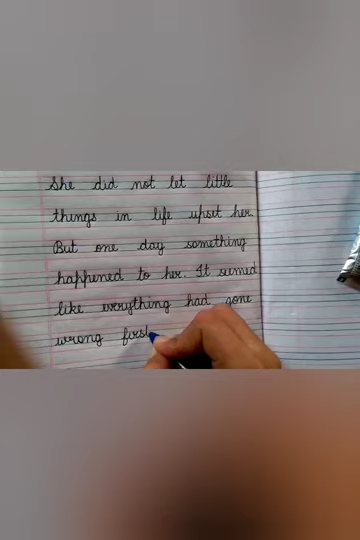 She did not let little
things in life upset her.
But one day something
happened to her. It seemed
like everything had gone
wrong first